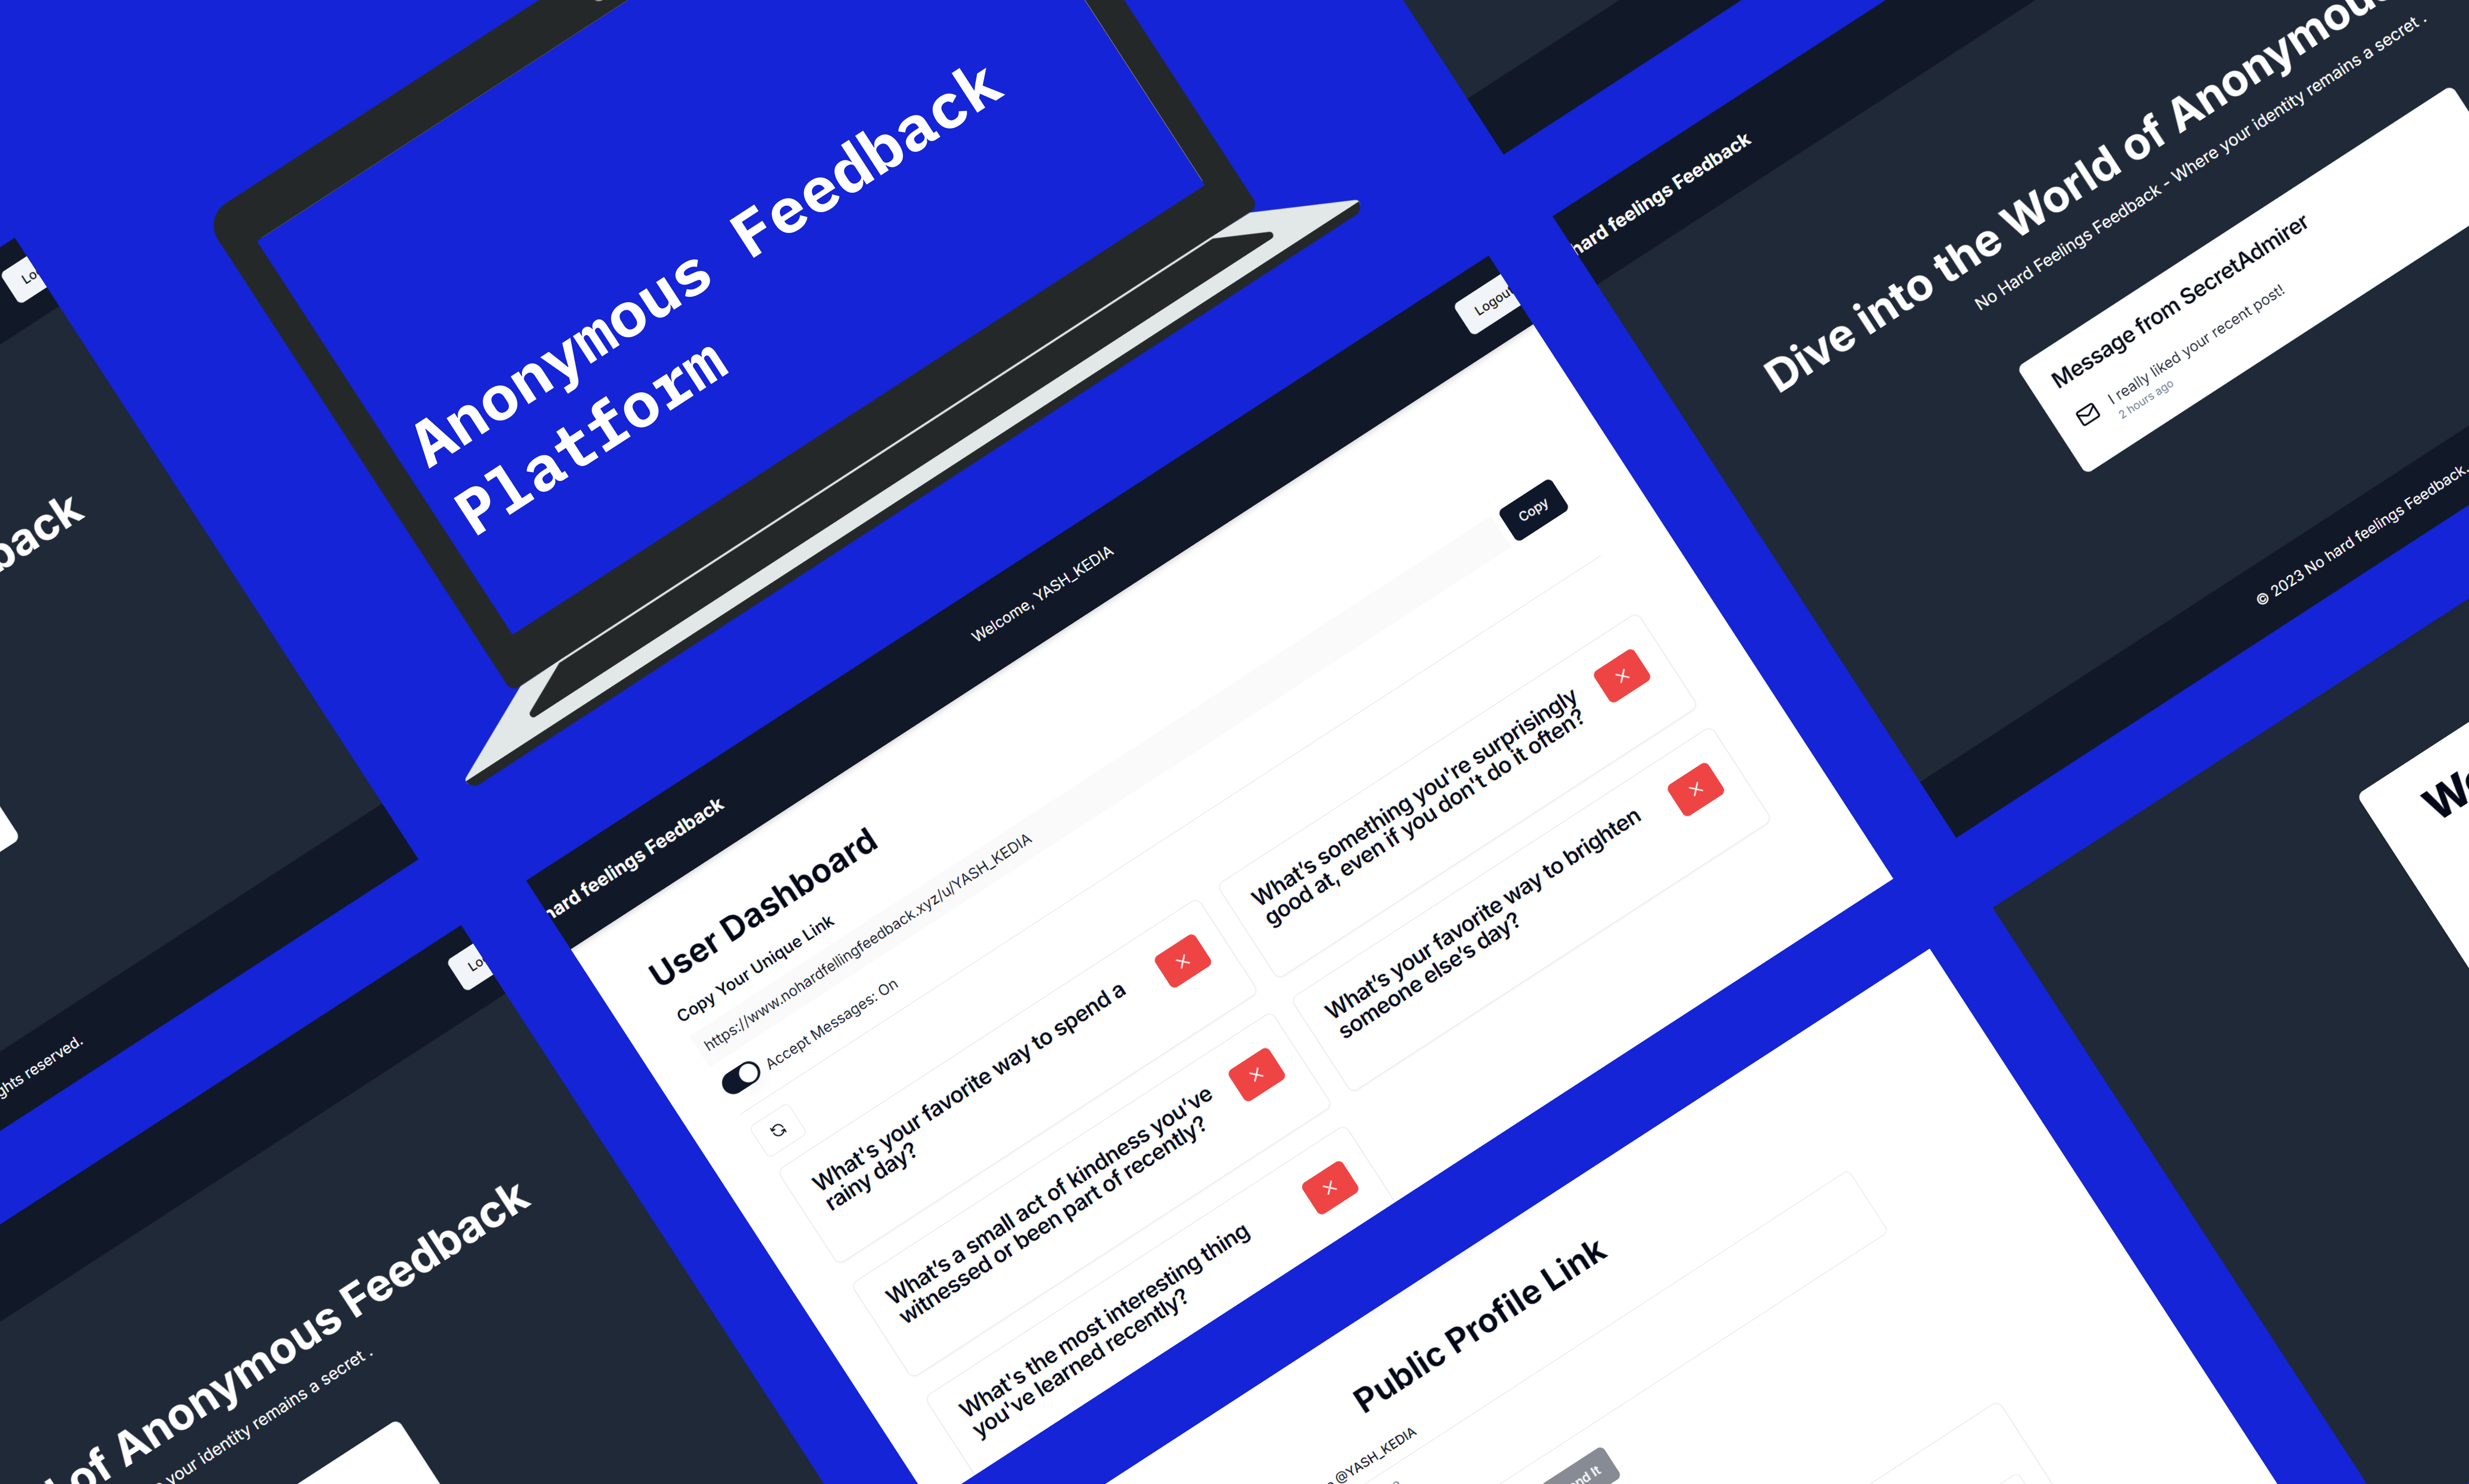 Anonymous Feedback
Platform
hard feelings Feedback
Welcome, YASH_KEDIA
Logout
User Dashboard
Copy Your Unique Link
https://www.nohardfellingfeedback.xyz/u/YASH_KEDIA
Copy
Accept Messages: On
What's your favorite way to spend a
rainy day?
What's something you're surprisingly
good at, even if you don't do it often?
What's a small act of kindness you've
witnessed or been part of recently?
What's your favorite way to brighten
someone else's day?
What's the most interesting thing
you've learned recently?
Public Profile Link
@YASH_KEDIA
It
hard feelings Feedback
Dive into the World of Anonymous
No Hard Feelings Feedback - Where your identity remains a secret .
Message from SecretAdmirer
I really liked your recent post!
2 hours ago
© 2023 No hard feelings Feedback.
of Anonymous Feedback
your identity remains a secret .
reserved.